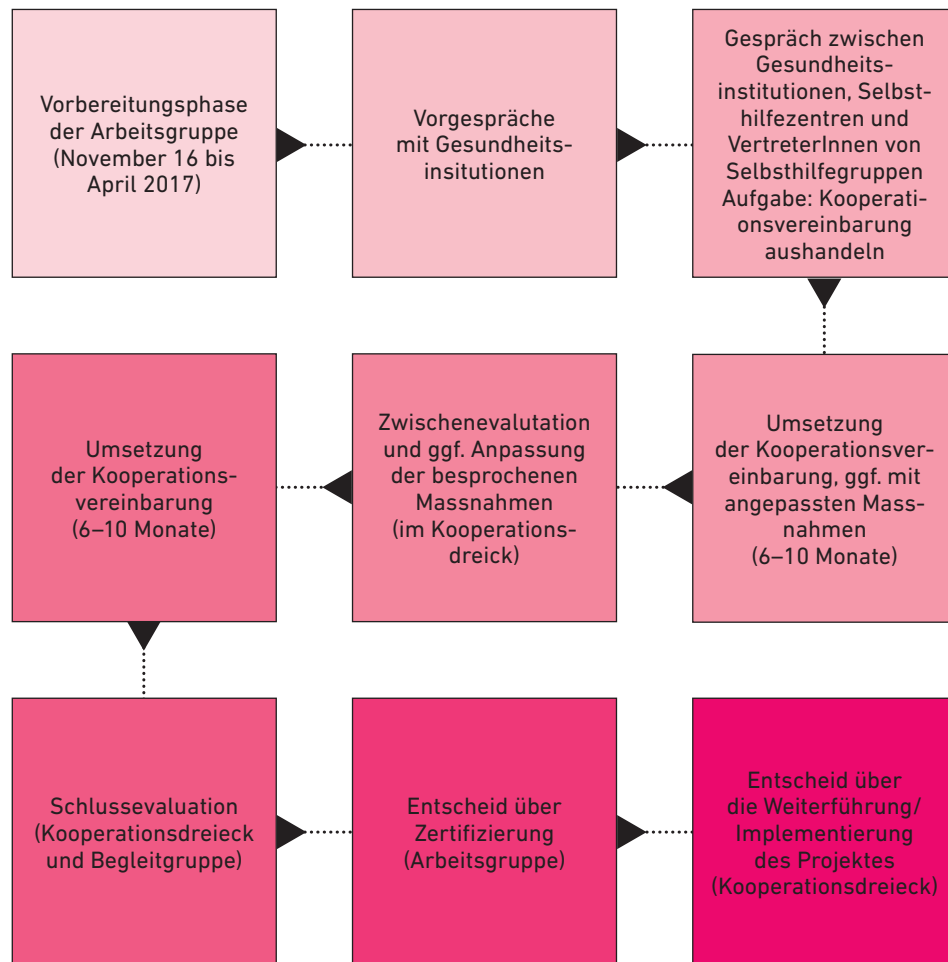 Vorbereitungsphase
der Arbeitsgruppe
(November 16 bis
April 2017)
Vorgespräche
mit Gesundheits-
insitutionen
Gespräch zwischen
Gesundheits-
institutionen, Selbst-
hilfezentren und
VertreterInnen von
Selbsthilfegruppen
Aufgabe: Kooperati-
onsvereinbarung
aushandeln
Umsetzung
der Kooperationsver-
einbarung, ggf. mit
angepassten Mass-
nahmen
(6–10 Monate)
Zwischenevalutation
und ggf. Anpassung
der besprochenen
Massnahmen
(im Kooperations-
dreick)
Umsetzung
der Kooperations-
vereinbarung
(6–10 Monate)
Schlussevaluation
(Kooperationsdreieck
und Begleitgruppe)
Entscheid über
Zertifizierung
(Arbeitsgruppe)
Entscheid über
die Weiterführung/
Implementierung
des Projektes
(Kooperationsdreieck)